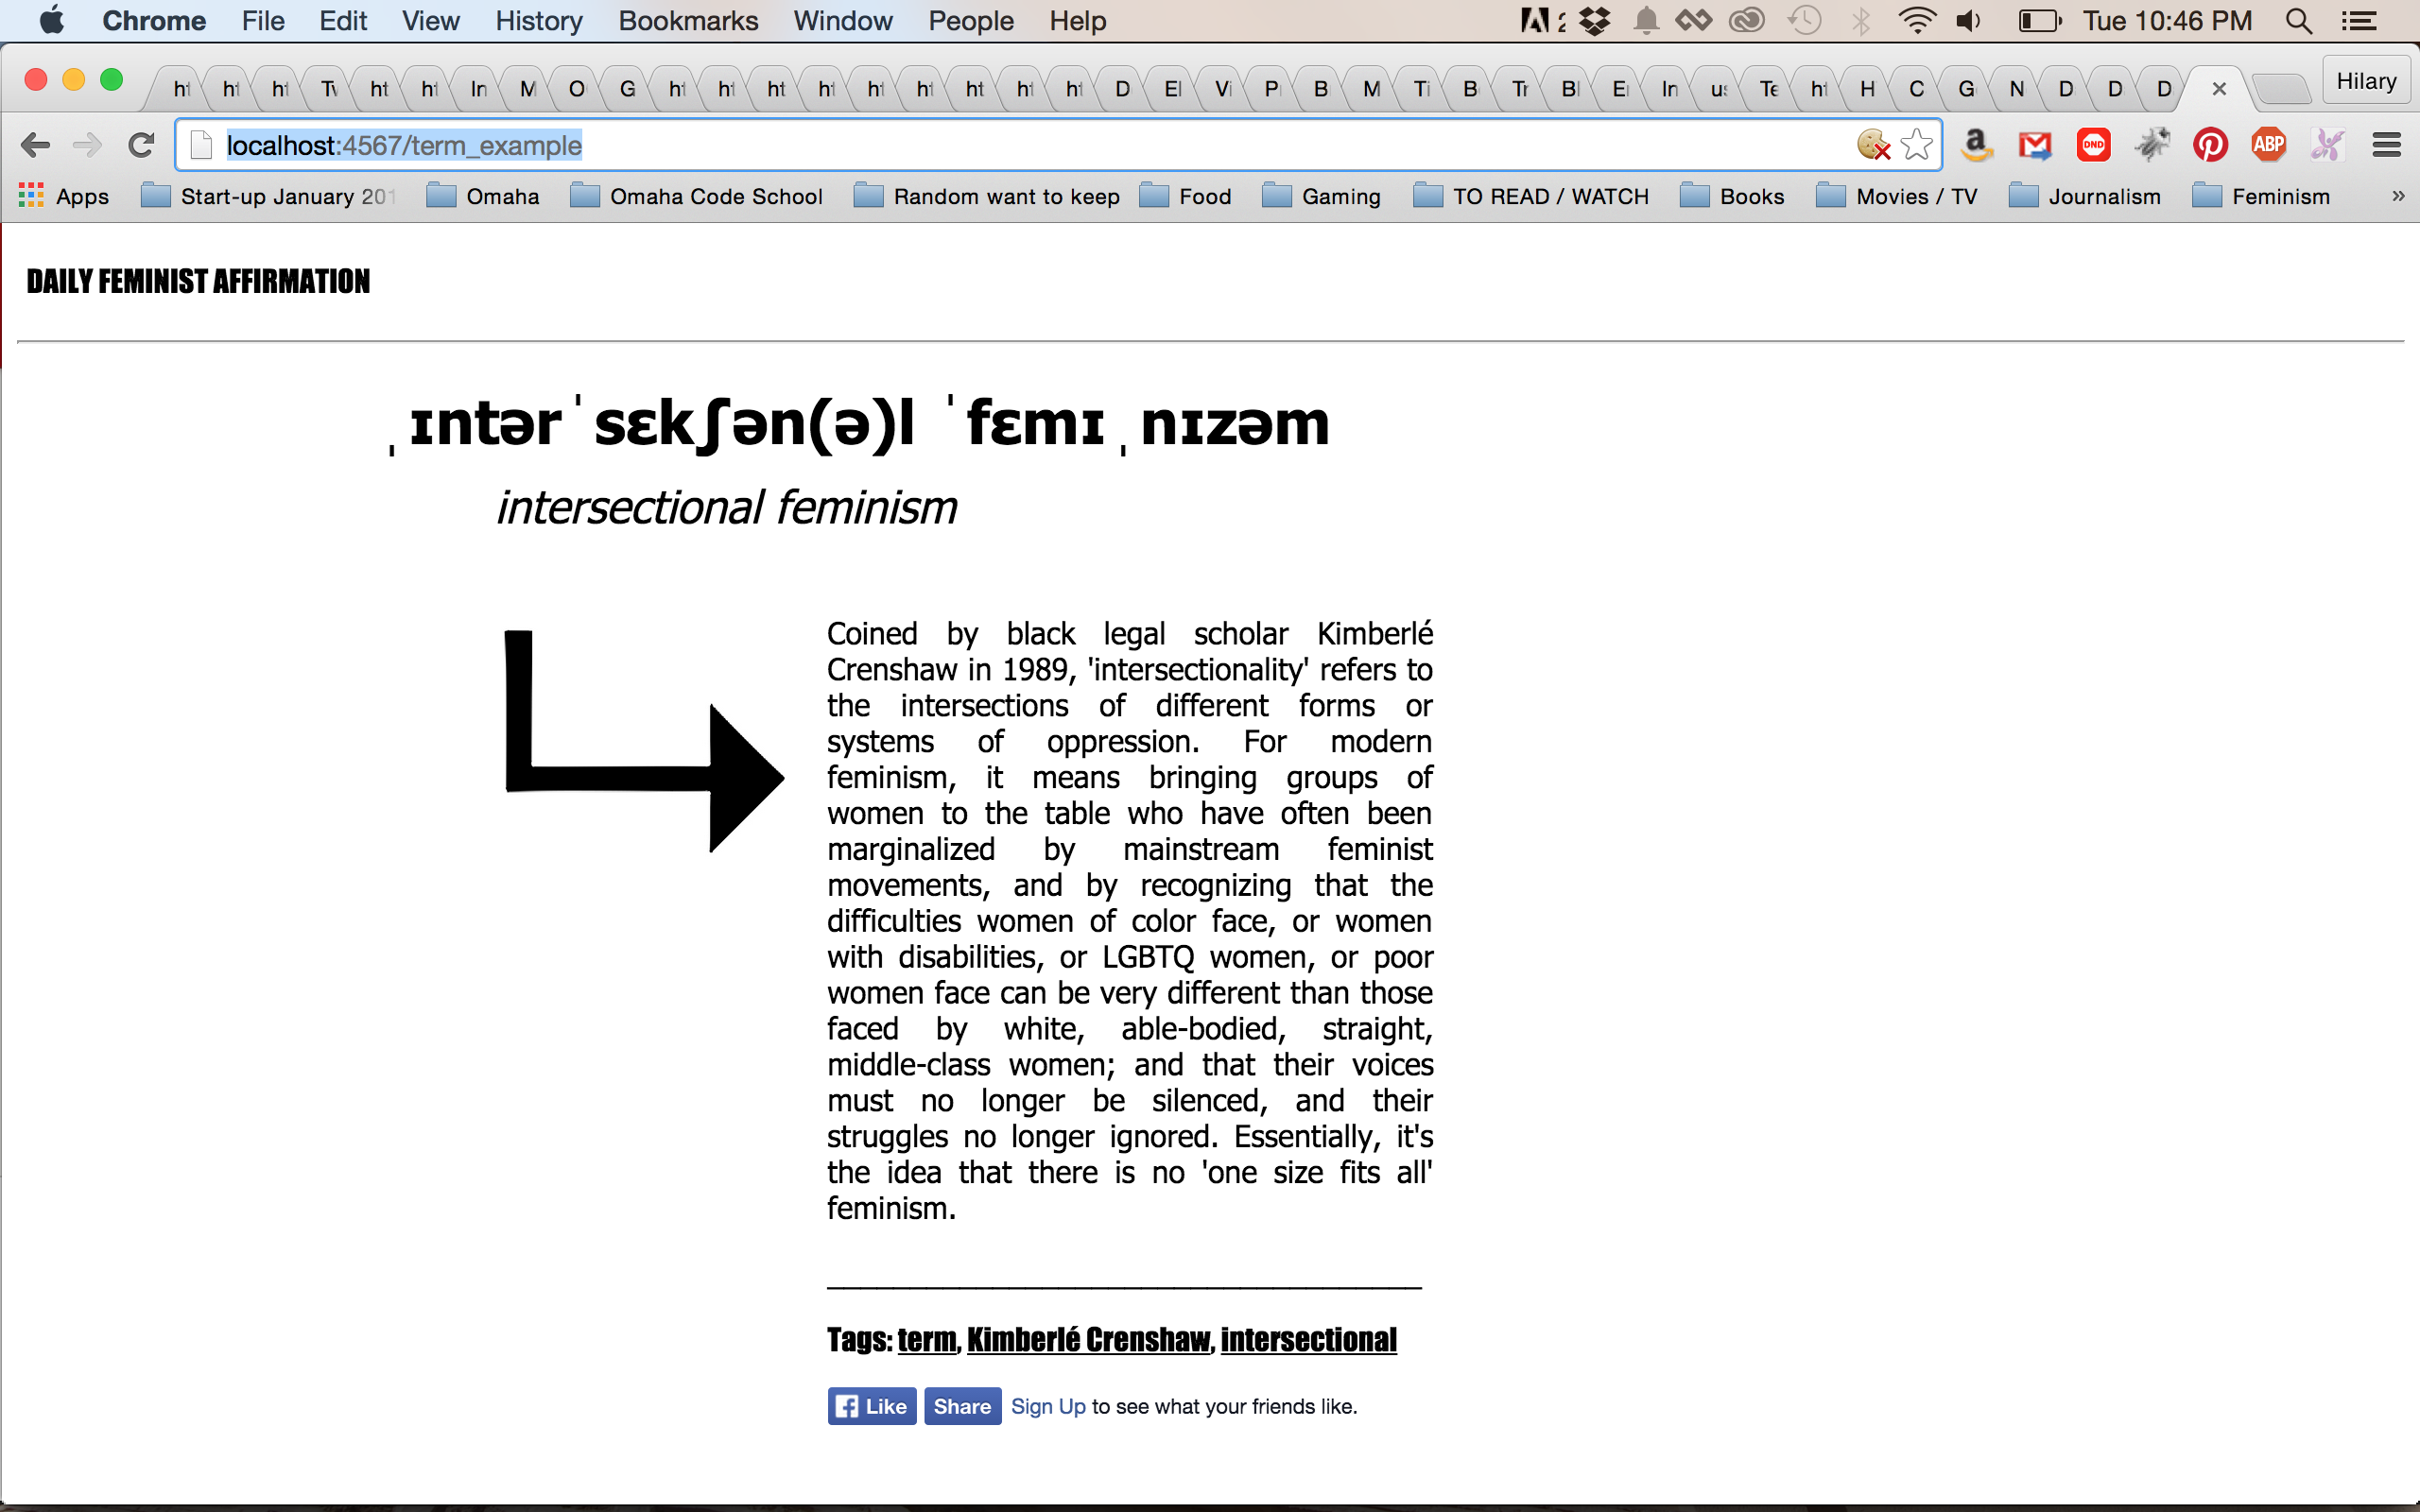 Chrome File Edit View History Bookmarks Window People Help 2 Tue 10:46 PM
ht ht ht Tw ht ht In M O G ht ht ht ht ht ht ht ht ht D El Vi P B M Ti B Tr Bl En In us Te ht H C G N D D D Hilary
localhost:4567/term_example a DND ABP
Apps Start-up January 201 Omaha Omaha Code School Random want to keep Food Gaming TO READ / WATCH Books Movies / TV Journalism Feminism »
DAILY FEMINIST AFFIRMATION
ˌɪntərˈsɛkʃən(ə)l ˈfɛmɪˌnɪzəm
intersectional feminism
Coined by black legal scholar Kimberlé
Crenshaw in 1989, 'intersectionality' refers to
the intersections of different forms or
systems of oppression. For modern
feminism, it means bringing groups of
women to the table who have often been
marginalized by mainstream feminist
movements, and by recognizing that the
difficulties women of color face, or women
with disabilities, or LGBTQ women, or poor
women face can be very different than those
faced by white, able-bodied, straight,
middle-class women; and that their voices
must no longer be silenced, and their
struggles no longer ignored. Essentially, it's
the idea that there is no 'one size fits all'
feminism.
Tags: term, Kimberlé Crenshaw, intersectional
Like Share Sign Up to see what your friends like.